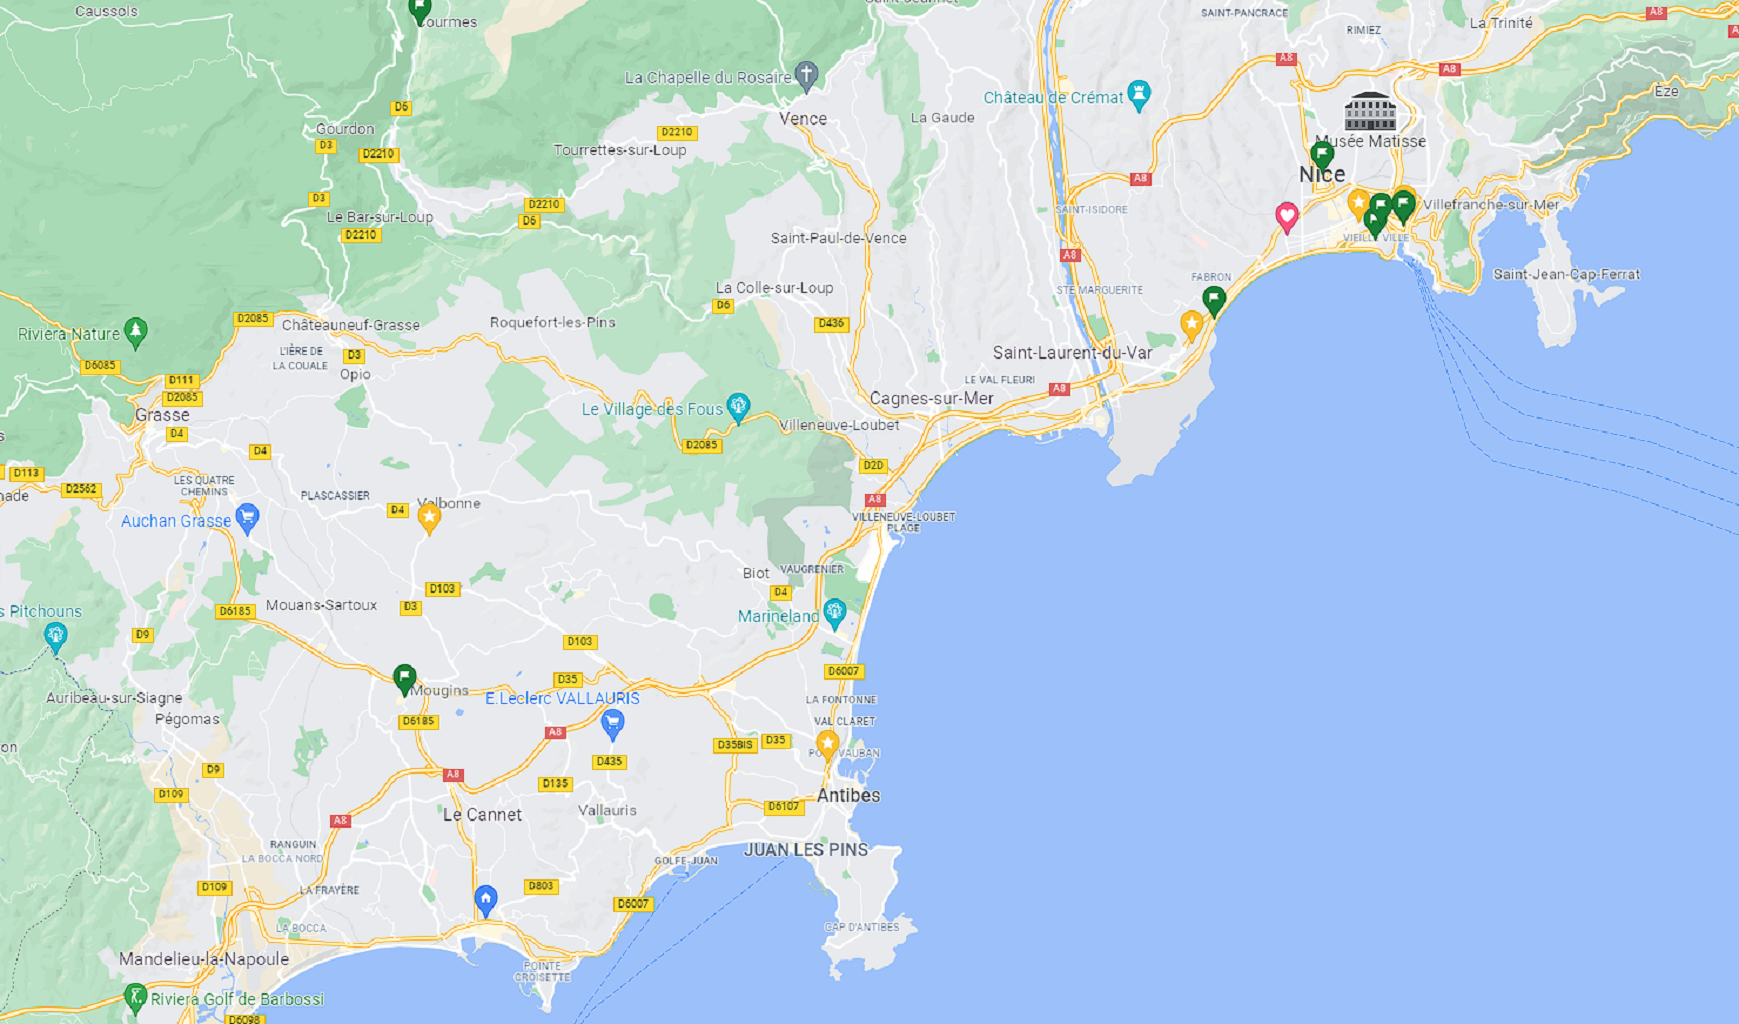 Caussols
Courmes
SAINT-PANCRACE
RIMIEZ
La Trinité
A8
A8
A8
La Chapelle du Rosaire
Château de Crémat
Èze
D6
Vence
La Gaude
Gourdon
D3
D2210
D2210
Tourrettes-sur-Loup
Musée Matisse
Nice
A8
D3
D2210
D6
Le Bar-sur-Loup
D2210
SAINT-ISIDORE
Villefranche-sur-Mer
VIEILLE VILLE
Saint-Paul-de-Vence
A8
FABRON
Saint-Jean-Cap-Ferrat
La Colle-sur-Loup
STE MARGUERITE
D6
D2085
Châteauneuf-Grasse
Roquefort-les-Pins
D436
Riviera Nature
L'IÈRE DE
LA COUALE
D3
Opio
Saint-Laurent-du-Var
D6085
D111
D2085
LE VAL FLEURI
A8
Cagnes-sur-Mer
Grasse
Le Village des Fous
Villeneuve-Loubet
D4
D4
D2085
D2D
D113
D2562
LES QUATRE
CHEMINS
PLASCASSIER
D4
Valbonne
A8
Auchan Grasse
VILLENEUVE-LOUBET
PLAGE
Biot
VAUGRENIER
D103
D4
D3
Mouans-Sartoux
D6185
s Pitchouns
Marineland
D9
D103
D35
D6007
Mougins
Auribeau-sur-Siagne
E.Leclerc VALLAURIS
LA FONTONNE
Pégomas
D6185
VAL CLARET
A8
D35BIS
D35
D9
D435
A8
D135
D109
Antibes
D6107
Vallauris
Le Cannet
A8
RANGUIN
LA BOCCA NORD
GOLFE-JUAN
JUAN LES PINS
LA FRAYÈRE
D109
D803
D6007
LA BOCCA
CAP D'ANTIBES
Mandelieu-la-Napoule
POINTE
CROISETTE
Riviera Golf de Barbossi
D6098